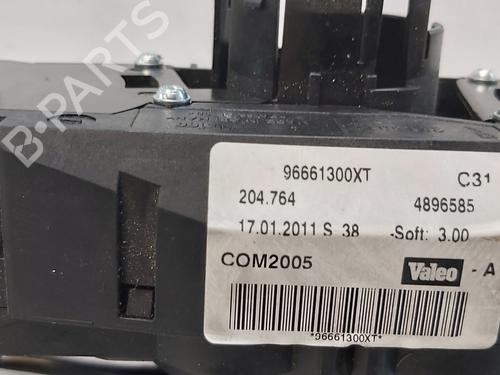 B-PARTS
96661300XT C31
204.764 4896585
17.01.2011 S 38 -Soft: 3.00
COM2005 Valeo - A
*96661300XT*